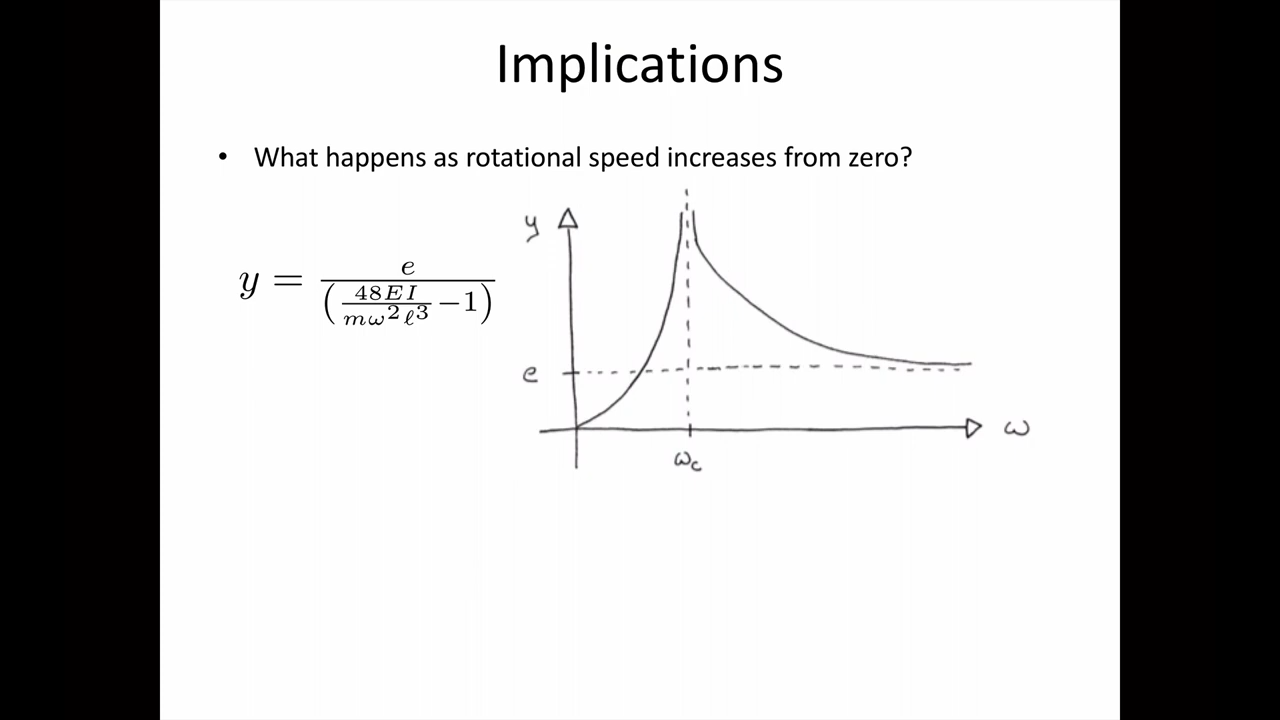 Implications
• What happens as rotational speed increases from zero?
y
y = e / (48EI / mω²ℓ³ − 1)
e
ω
ω_c